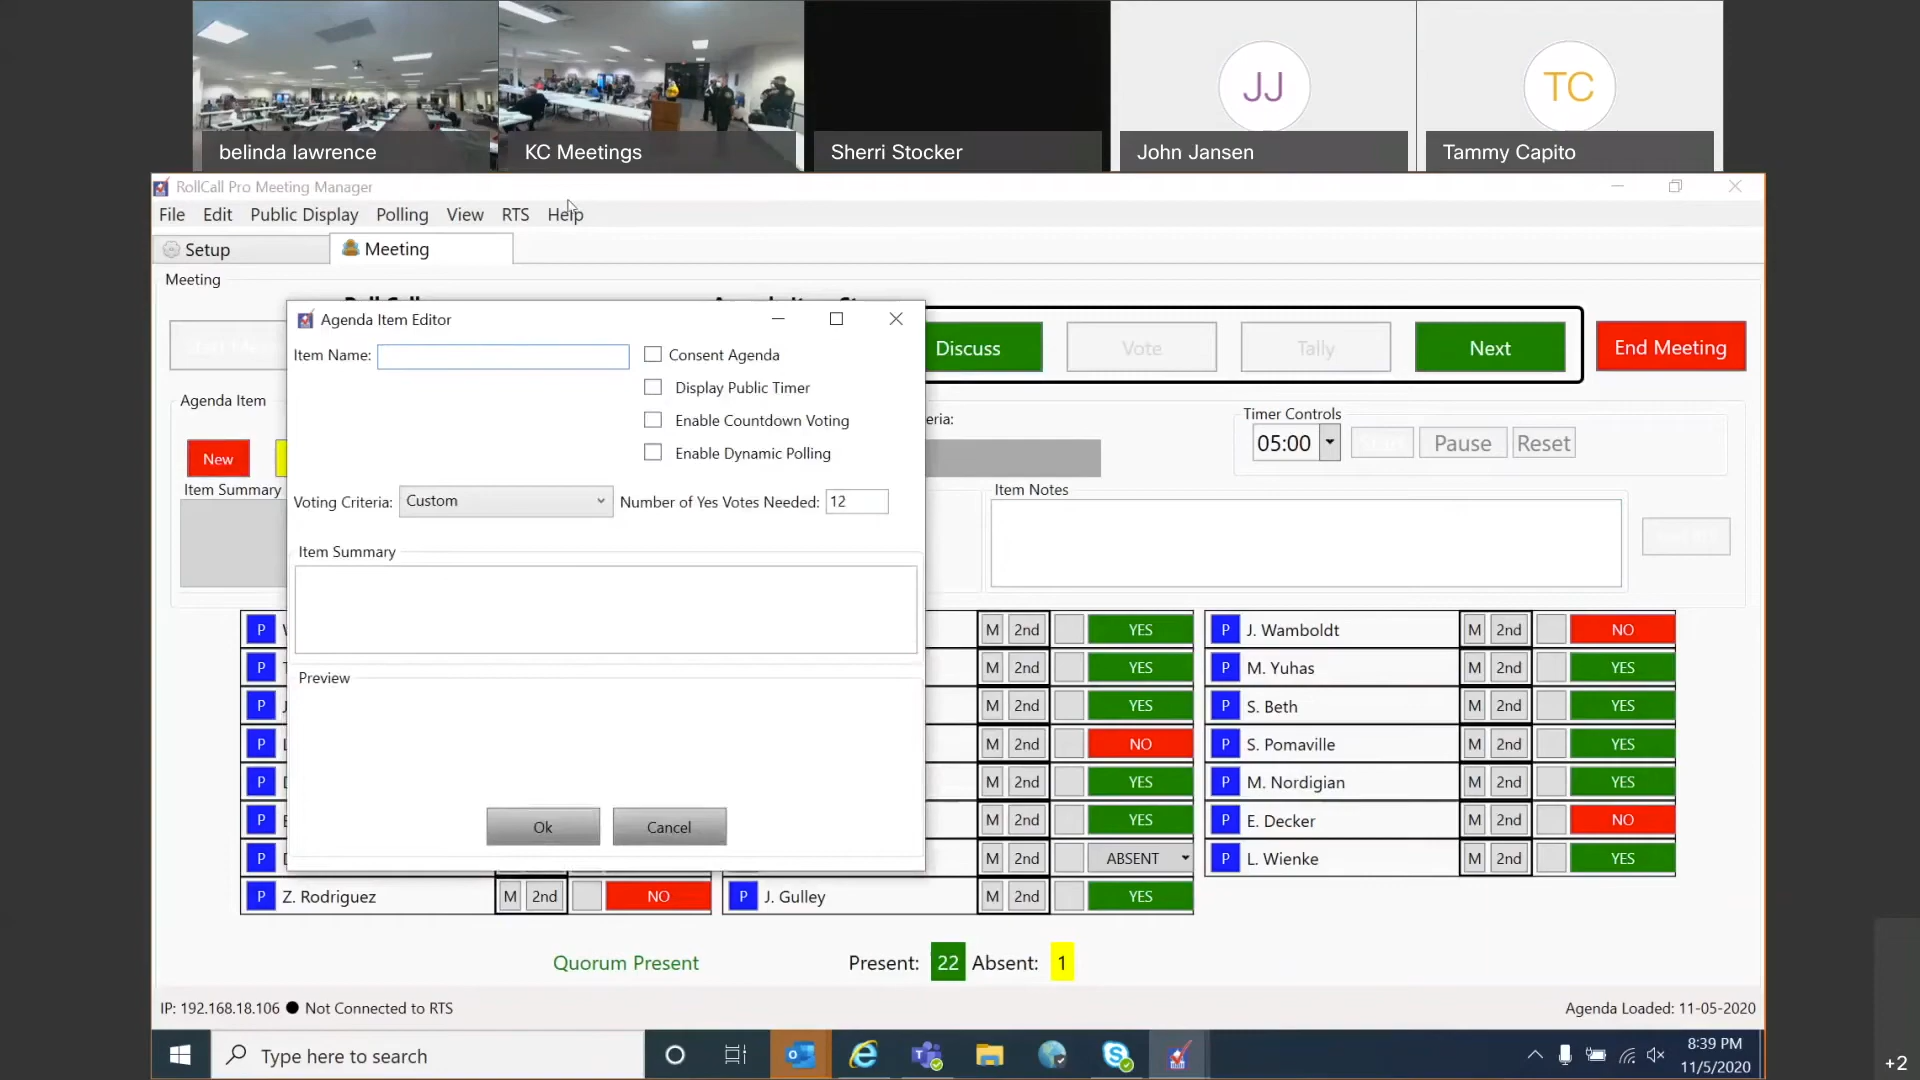 JJ
TC
belinda lawrence
KC Meetings
Sherri Stocker
John Jansen
Tammy Capito
RollCall Pro Meeting Manager
File Edit Public Display Polling View RTS Help
Setup
Meeting
Meeting
Agenda Item Editor
Item Name:
Consent Agenda
Display Public Timer
Enable Countdown Voting
Enable Dynamic Polling
Voting Criteria: Custom Number of Yes Votes Needed: 12
Item Summary
Preview
Ok Cancel
Discuss Vote Tally Next End Meeting
Agenda Item
eria:
Timer Controls
05:00 Pause Reset
New
Item Summary
Item Notes
P M 2nd YES P J. Wamboldt M 2nd NO
P M 2nd YES P M. Yuhas M 2nd YES
P M 2nd YES P S. Beth M 2nd YES
P M 2nd NO P S. Pomaville M 2nd YES
P M 2nd YES P M. Nordigian M 2nd YES
P M 2nd YES P E. Decker M 2nd NO
P M 2nd ABSENT P L. Wienke M 2nd YES
P Z. Rodriguez M 2nd NO P J. Gulley M 2nd YES
Quorum Present Present: 22 Absent: 1
IP: 192.168.18.106 Not Connected to RTS Agenda Loaded: 11-05-2020
Type here to search
8:39 PM
11/5/2020
+2